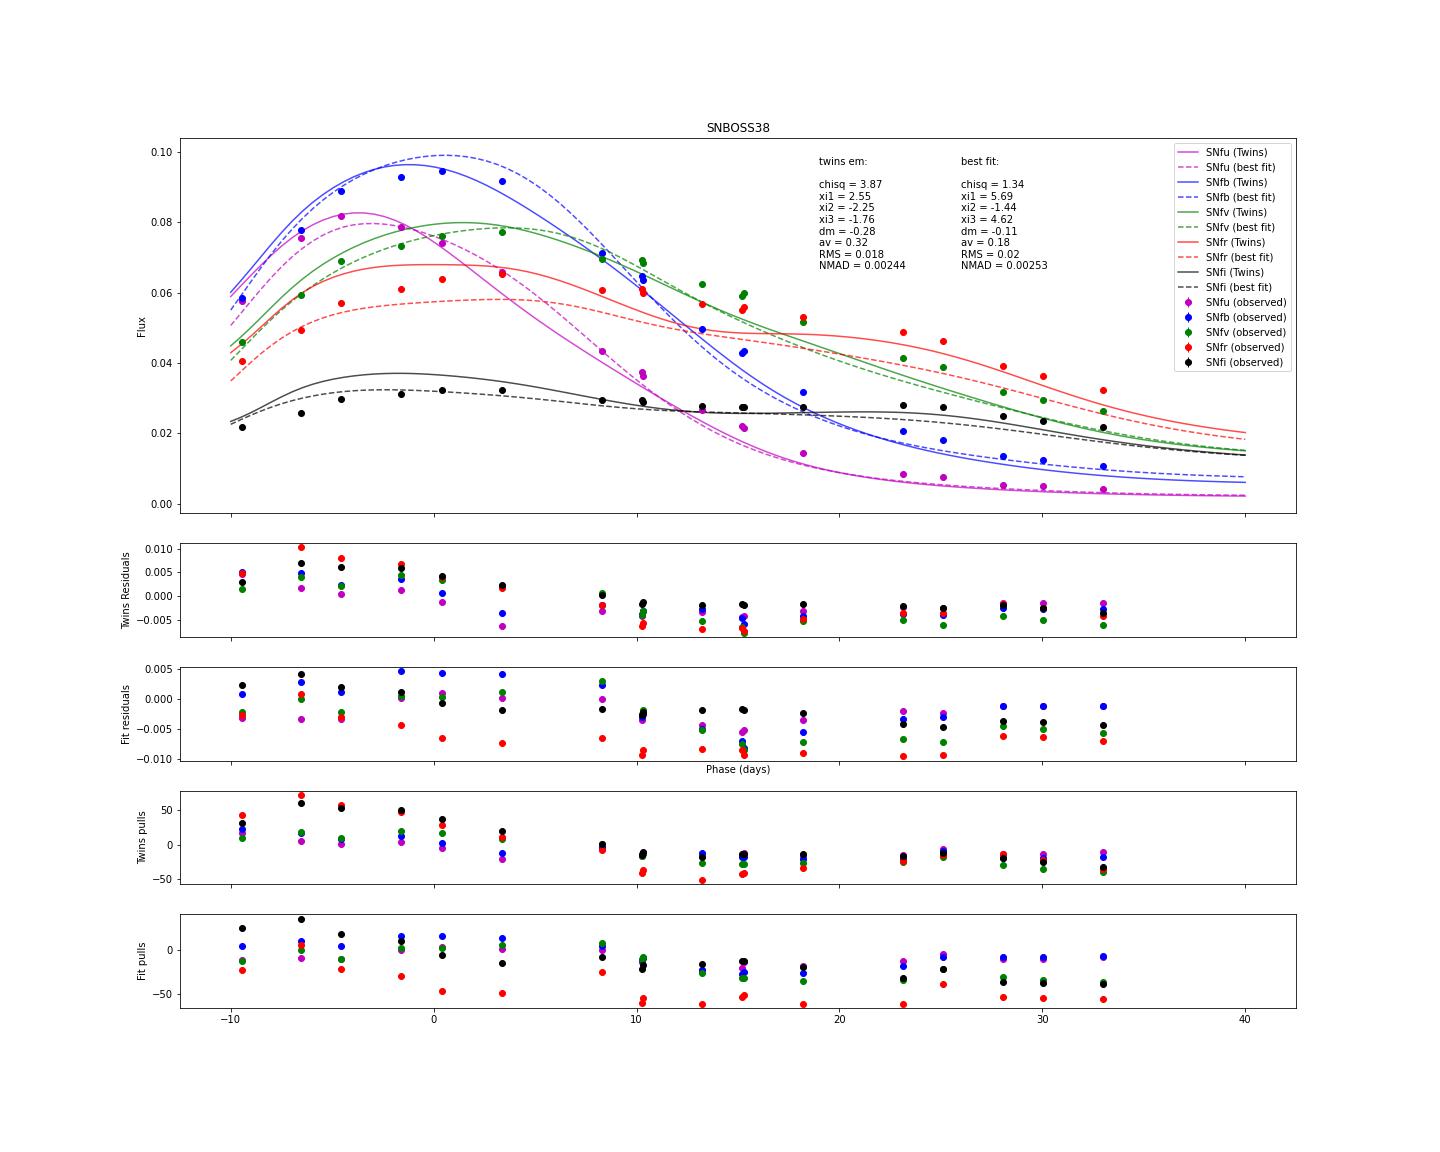 SNBOSS38
0.10
0.08
0.06
0.04
0.02
0.00
Flux
twins em:
chisq = 3.87
xi1 = 2.55
xi2 = -2.25
xi3 = -1.76
dm = -0.28
av = 0.32
RMS = 0.018
NMAD = 0.00244
best fit:
chisq = 1.34
xi1 = 5.69
xi2 = -1.44
xi3 = 4.62
dm = -0.11
av = 0.18
RMS = 0.02
NMAD = 0.00253
SNfu (Twins)
SNfu (best fit)
SNfb (Twins)
SNfb (best fit)
SNfv (Twins)
SNfv (best fit)
SNfr (Twins)
SNfr (best fit)
SNfi (Twins)
SNfi (best fit)
SNfu (observed)
SNfb (observed)
SNfv (observed)
SNfr (observed)
SNfi (observed)
0.010
0.005
0.000
−0.005
Twins Residuals
0.005
0.000
−0.005
−0.010
Fit residuals
Phase (days)
50
0
−50
Twins pulls
0
−50
Fit pulls
−10
0
10
20
30
40